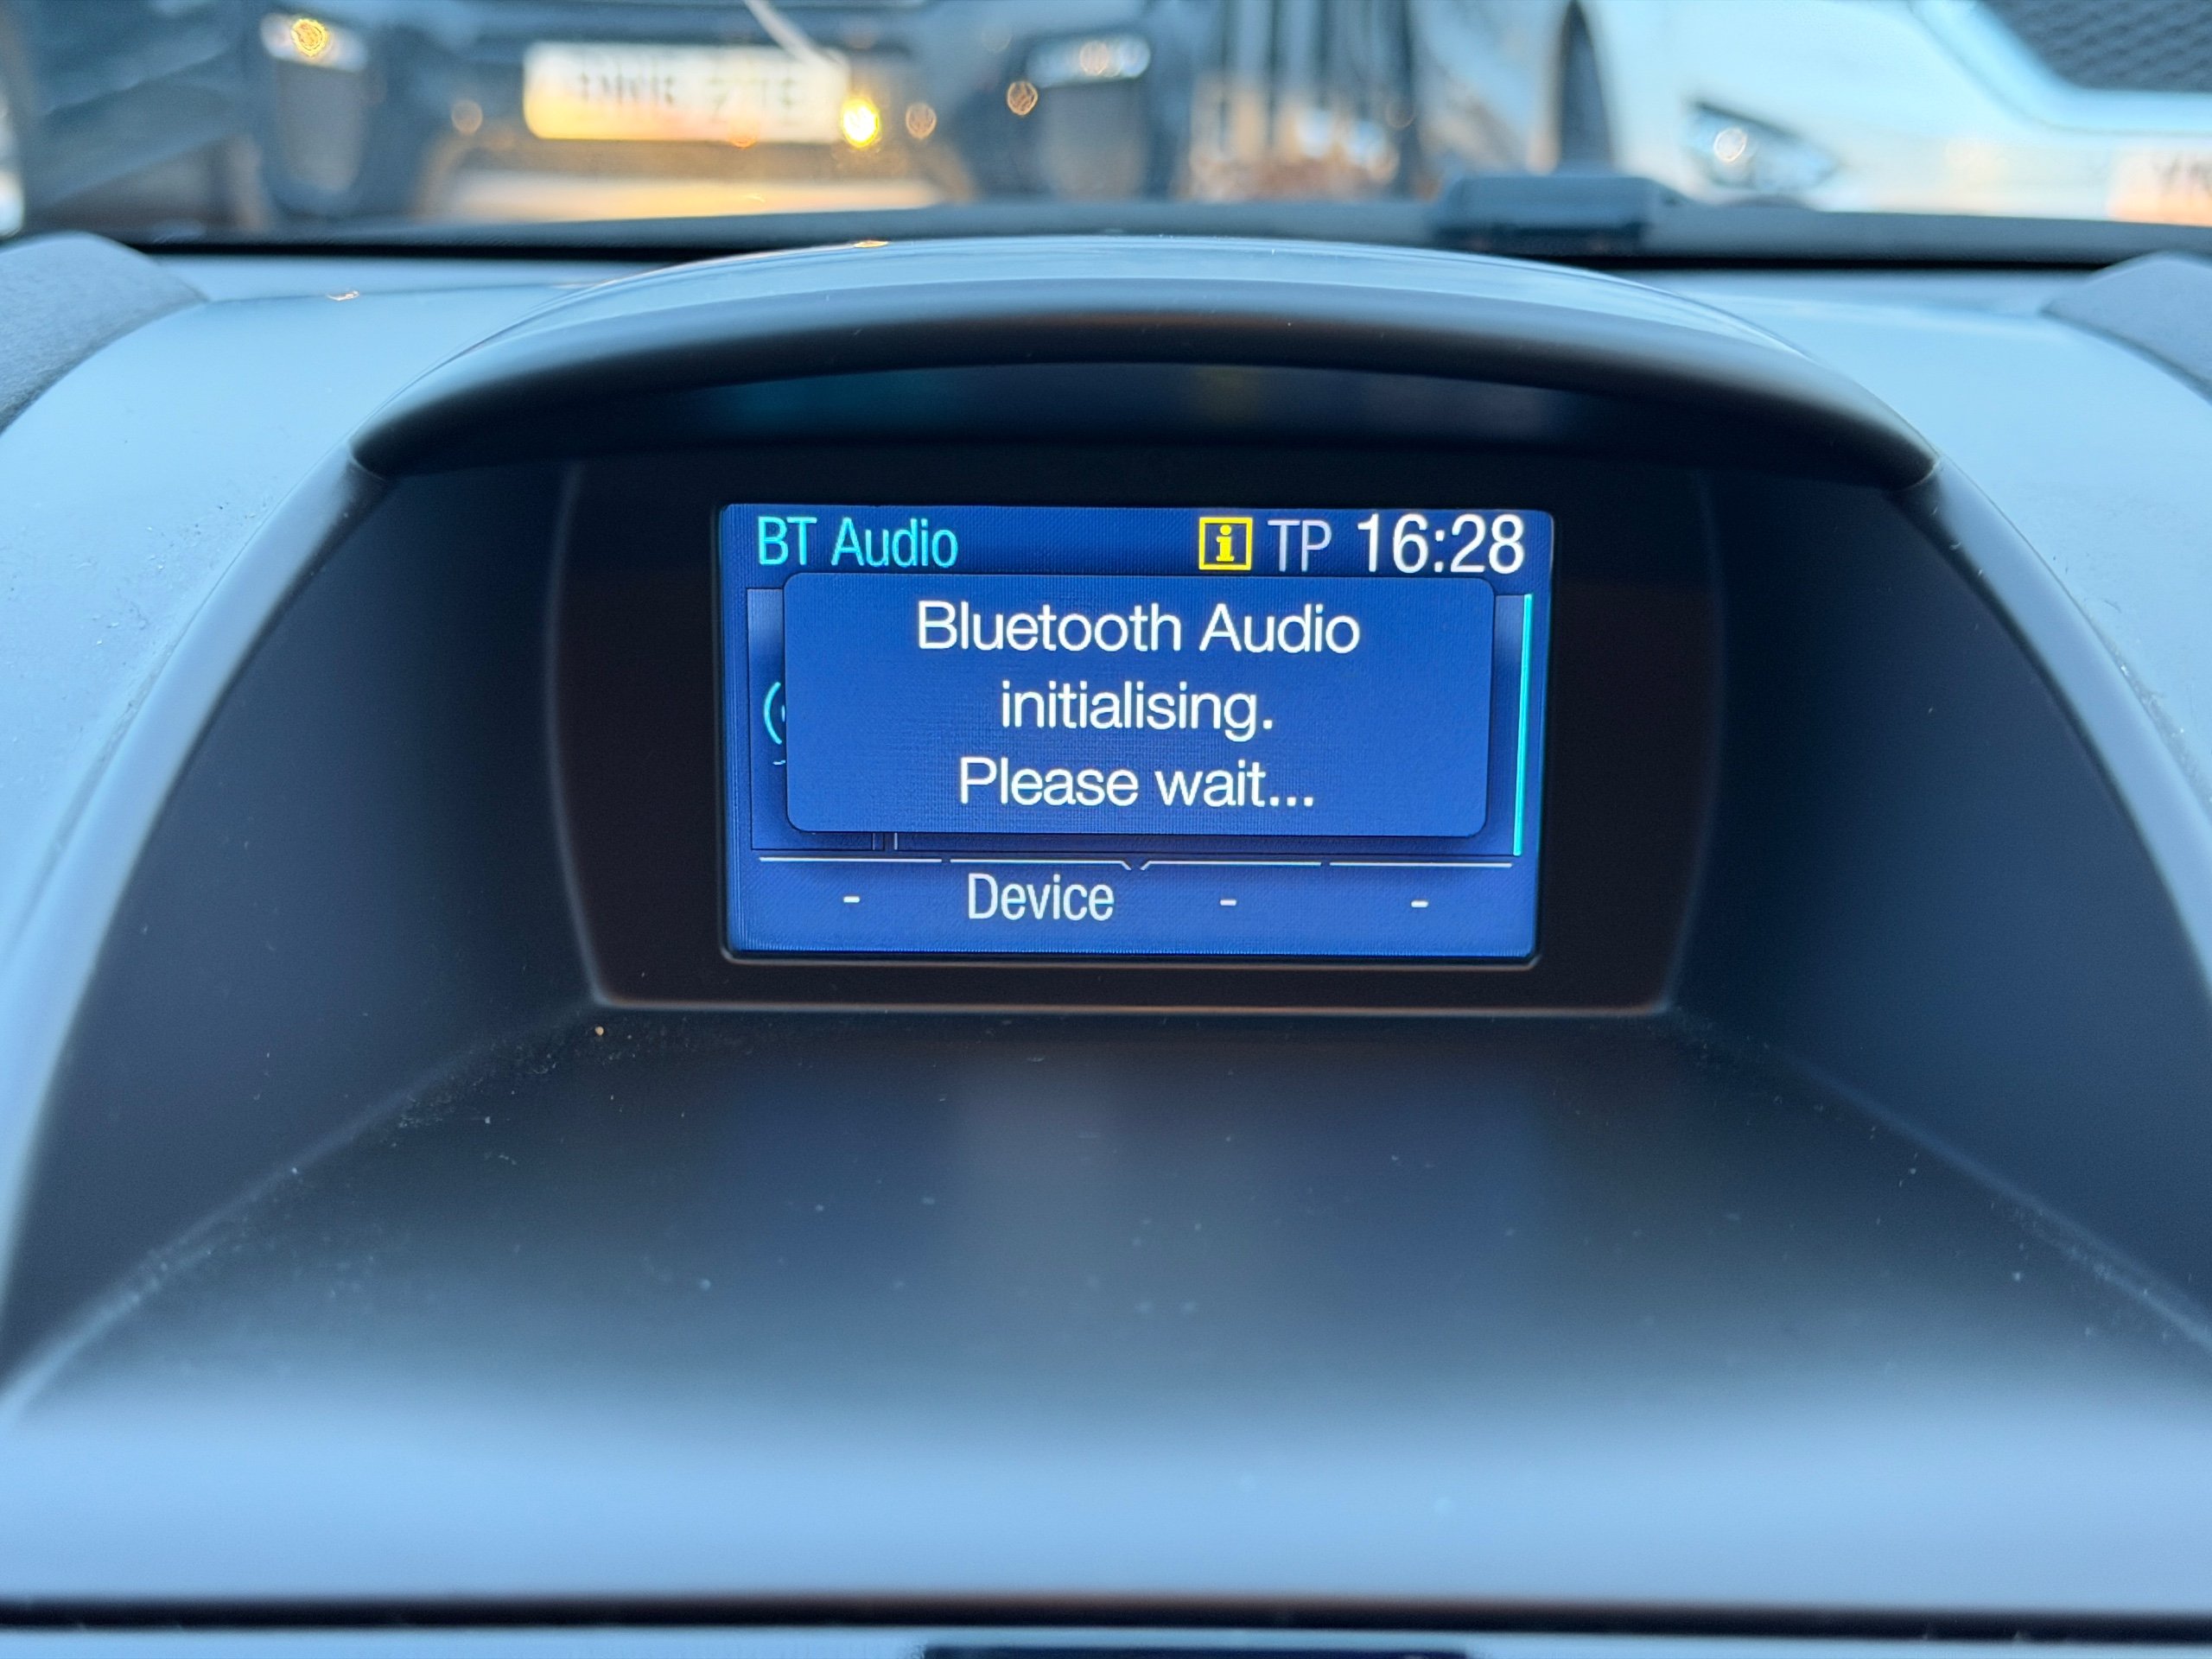 BT Audio i TP 16:28
Bluetooth Audio
initialising.
Please wait...
- Device - -